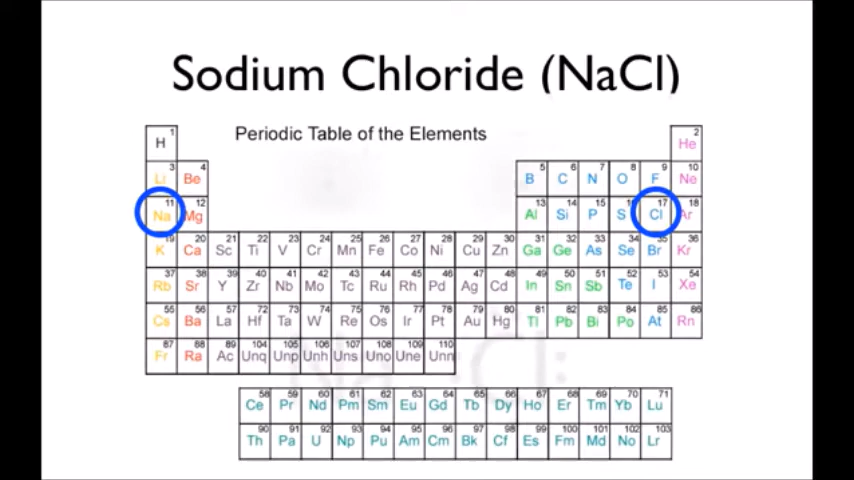 Sodium Chloride (NaCl)
Periodic Table of the Elements
1 2
H He
3 4 5 6 7 8 9 10
Li Be B C N O F Ne
11 12 13 14 15 16 17 18
Na Mg Al Si P S Cl Ar
19 20 21 22 23 24 25 26 27 28 29 30 31 32 33 34 35 36
K Ca Sc Ti V Cr Mn Fe Co Ni Cu Zn Ga Ge As Se Br Kr
37 38 39 40 41 42 43 44 45 46 47 48 49 50 51 52 53 54
Rb Sr Y Zr Nb Mo Tc Ru Rh Pd Ag Cd In Sn Sb Te I Xe
55 56 57 72 73 74 75 76 77 78 79 80 81 82 83 84 85 86
Cs Ba La Hf Ta W Re Os Ir Pt Au Hg Tl Pb Bi Po At Rn
87 88 89 104 105 106 107 108 109 110
Fr Ra Ac Unq Unp Unh Uns Uno Une Unn
Na Cl:
58 59 60 61 62 63 64 65 66 67 68 69 70 71
Ce Pr Nd Pm Sm Eu Gd Tb Dy Ho Er Tm Yb Lu
90 91 92 93 94 95 96 97 98 99 100 101 102 103
Th Pa U Np Pu Am Cm Bk Cf Es Fm Md No Lr